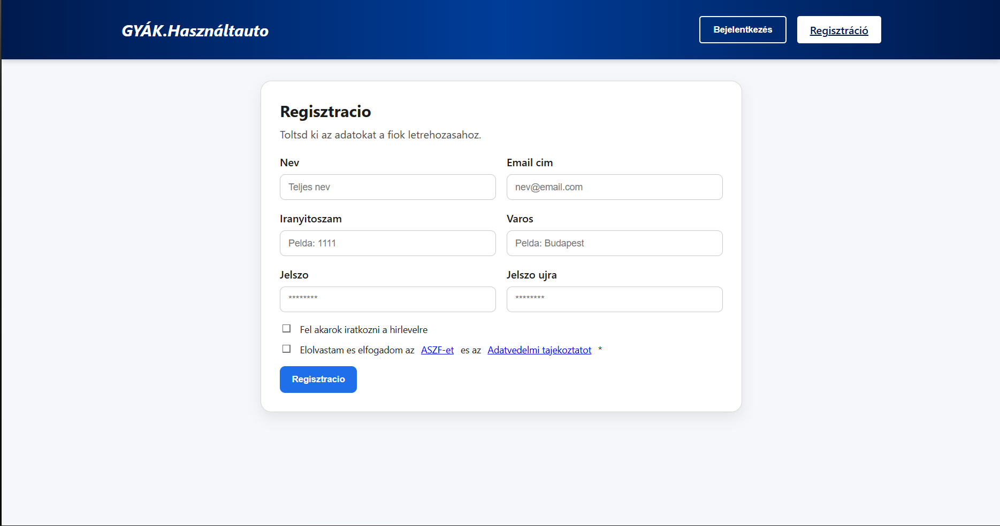 GYÁK.Használtauto
Bejelentkezés
Regisztráció
Regisztracio
Toltsd ki az adatokat a fiok letrehozasahoz.
Nev
Email cim
Teljes nev
nev@email.com
Iranyitoszam
Varos
Pelda: 1111
Pelda: Budapest
Jelszo
Jelszo ujra
********
********
Fel akarok iratkozni a hirlevelre
Elolvastam es elfogadom az ASZF-et es az Adatvedelmi tajekoztatot *
Regisztracio